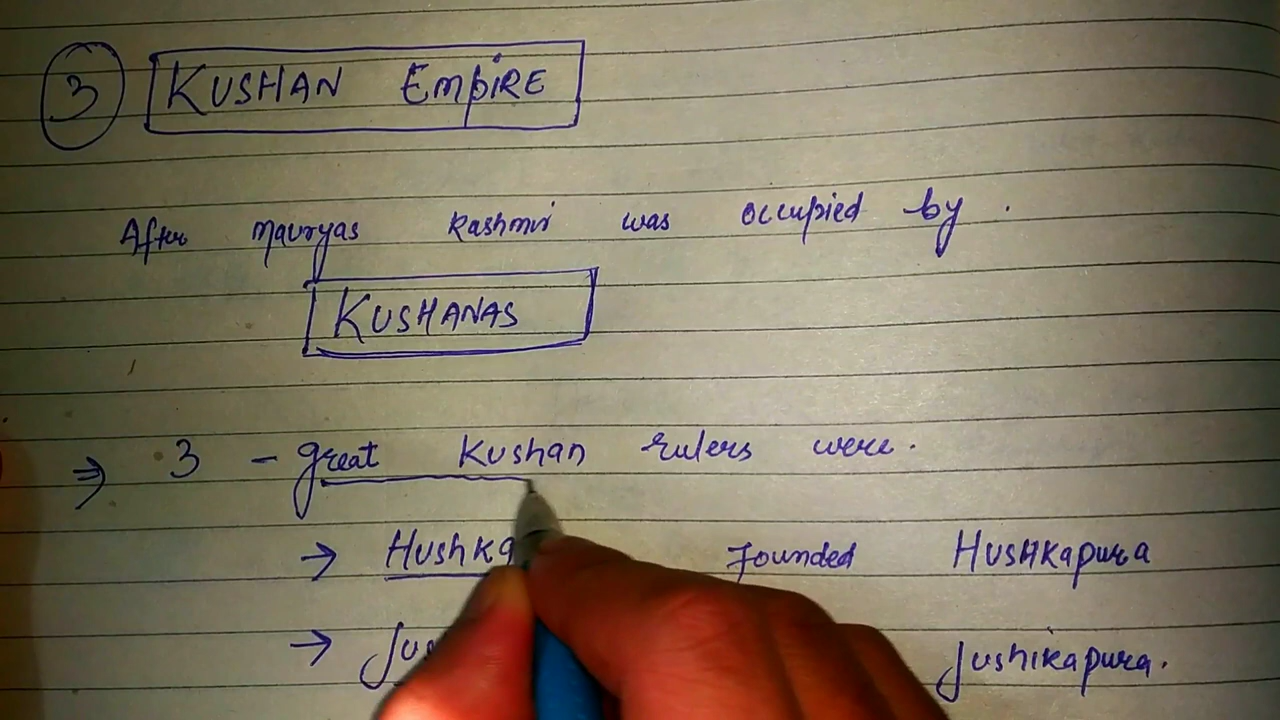 3 KUSHAN EMPIRE
After mauryas Kashmir was occupied by.
KUSHANAS
⇒ 3 - great Kushan rulers were.
→ Hushka founded HUSHKapura
→ Jushikapura.